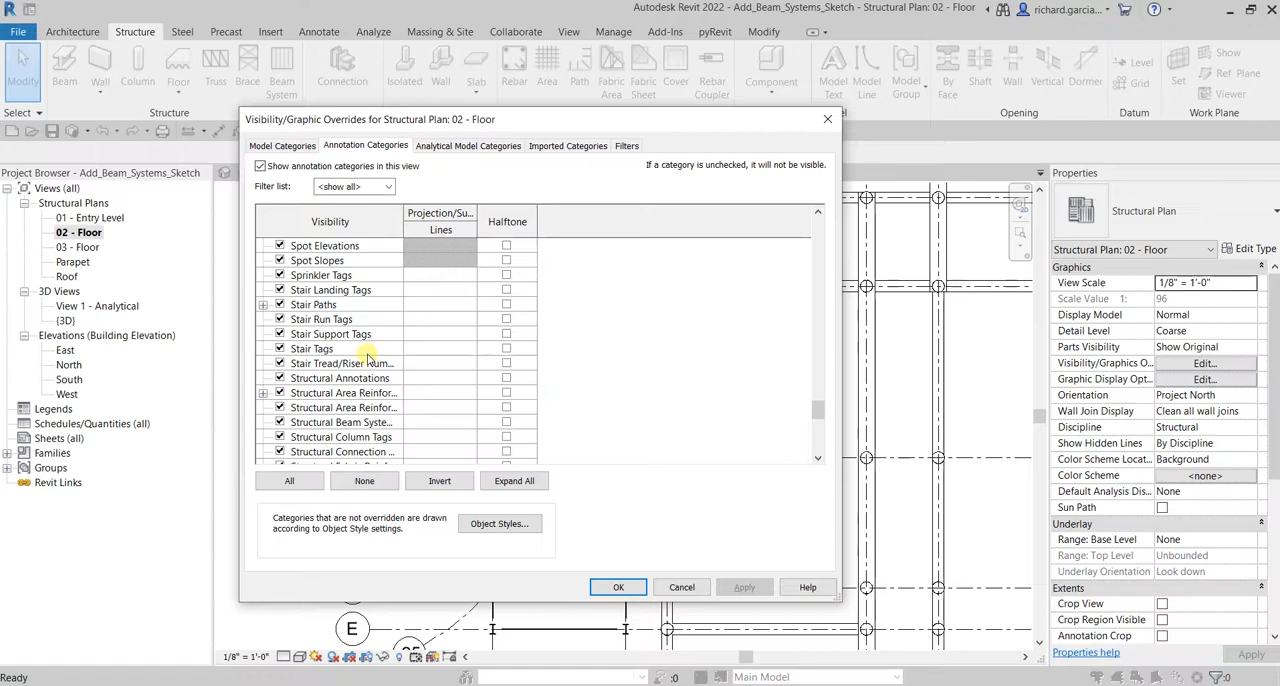 Autodesk Revit 2022 - Add_Beam_Systems_Sketch - Structural Plan: 02 - Floor
richard.garcia...
File Architecture Structure Steel Precast Insert Annotate Analyze Massing & Site Collaborate View Manage Add-Ins pyRevit Modify
Modify Beam Wall Column Floor Truss Brace Beam System Connection Isolated Wall Slab Rebar Area Path Fabric Area Fabric Sheet Cover Rebar Coupler Component Model Text Model Line Model Group By Face Shaft Wall Vertical Dormer Level Grid Set Show Ref Plane Viewer
Select Structure Opening Datum Work Plane
Project Browser - Add_Beam_Systems_Sketch
Views (all)
Structural Plans
01 - Entry Level
02 - Floor
03 - Floor
Parapet
Roof
3D Views
View 1 - Analytical
{3D}
Elevations (Building Elevation)
East
North
South
West
Legends
Schedules/Quantities (all)
Sheets (all)
Families
Groups
Revit Links
Visibility/Graphic Overrides for Structural Plan: 02 - Floor
Model Categories Annotation Categories Analytical Model Categories Imported Categories Filters
Show annotation categories in this view
If a category is unchecked, it will not be visible.
Filter list: <show all>
Visibility Projection/Su... Halftone
Lines
Spot Elevations
Spot Slopes
Sprinkler Tags
Stair Landing Tags
Stair Paths
Stair Run Tags
Stair Support Tags
Stair Tags
Stair Tread/Riser Num...
Structural Annotations
Structural Area Reinfor...
Structural Area Reinfor...
Structural Beam Syste...
Structural Column Tags
Structural Connection ...
All None Invert Expand All
Categories that are not overridden are drawn
according to Object Style settings.
Object Styles...
OK Cancel Apply Help
E
Properties
Structural Plan
Structural Plan: 02 - Floor Edit Type
Graphics
View Scale 1/8" = 1'-0"
Scale Value 1: 96
Display Model Normal
Detail Level Coarse
Parts Visibility Show Original
Visibility/Graphics O... Edit...
Graphic Display Opt... Edit...
Orientation Project North
Wall Join Display Clean all wall joins
Discipline Structural
Show Hidden Lines By Discipline
Color Scheme Locat... Background
Color Scheme <none>
Default Analysis Dis... None
Sun Path
Underlay
Range: Base Level None
Range: Top Level Unbounded
Underlay Orientation Look down
Extents
Crop View
Crop Region Visible
Annotation Crop
Properties help Apply
1/8" = 1'-0"
Ready :0 Main Model :0